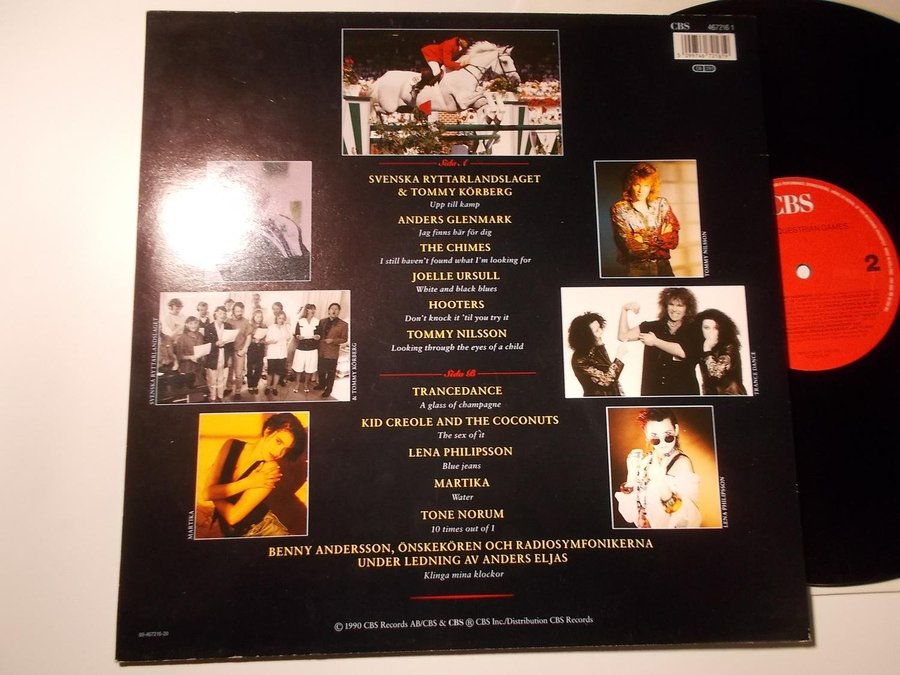 CBS 467216 1
Sida A
SVENSKA RYTTARLANDSLAGET
& TOMMY KÖRBERG
Upp till kamp
ANDERS GLENMARK
Jag finns här för dig
THE CHIMES
I still haven't found what I'm looking for
JOELLE URSULL
White and black blues
HOOTERS
Don't knock it 'til you try it
TOMMY NILSSON
Looking through the eyes of a child
Sida B
TRANCEDANCE
A glass of champagne
KID CREOLE AND THE COCONUTS
The sex of it
LENA PHILIPSSON
Blue jeans
MARTIKA
Water
TONE NORUM
10 times out of 1
BENNY ANDERSSON, ÖNSKEKÖREN OCH RADIOSYMFONIKERNA
UNDER LEDNING AV ANDERS ELJAS
Klinga mina klockor
© 1990 CBS Records AB/CBS & CBS ® CBS Inc./Distribution CBS Records
TOMMY NILSSON
SVENSKA RYTTARLANDSLAGET
& TOMMY KÖRBERG
TRANCE DANCE
MARTIKA
LENA PHILIPSSON
CBS
EQUESTRIAN GAMES
2